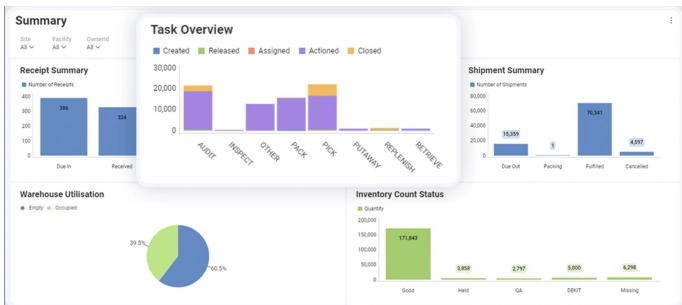 Summary
Site Facility OwnerId
All All All
Task Overview
Created Released Assigned Actioned Closed
30,000
20,000
10,000
0
AUDIT INSPECT OTHER PACK PICK PUTAWAY REPLENISH RETRIEVE
Receipt Summary
Number of Receipts
400
300
200
100
0
386 324
Due In Received
Shipment Summary
Number of Shipments
80,000
60,000
40,000
20,000
0
15,359 1 70,341 4,597
Due Out Packing Fulfilled Cancelled
Warehouse Utilisation
Empty Occupied
39.5%
60.5%
Inventory Count Status
Quantity
200,000
150,000
100,000
50,000
0
171,843 3,858 2,797 5,000 6,298
Good Held QA DEKIT Missing